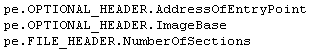 pe.OPTIONAL_HEADER.AddressOfEntryPoint
pe.OPTIONAL_HEADER.ImageBase
pe.FILE_HEADER.NumberOfSections